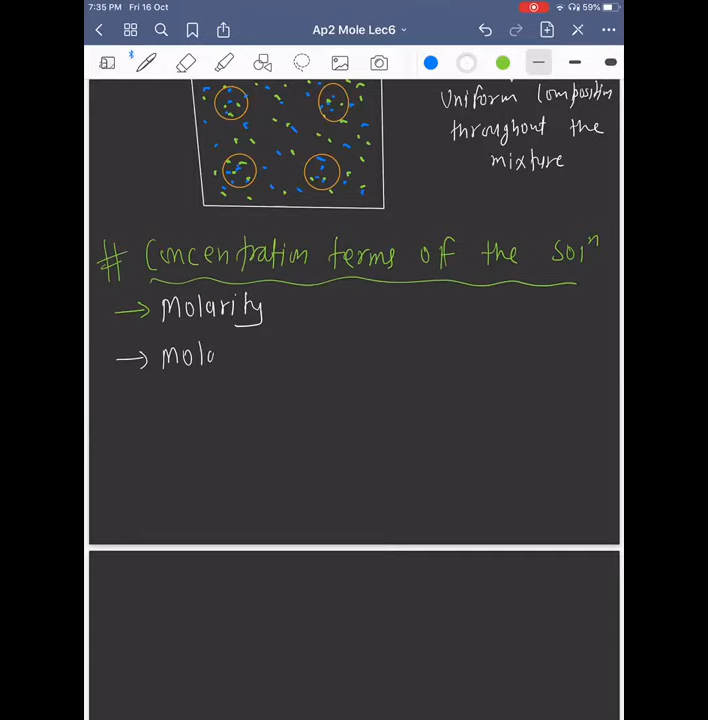 7:35 PM Fri 16 Oct
59%
Ap2 Mole Lec6
Uniform Composition
throughout the
mixture
# Concentration terms of the Solⁿ
→ Molarity
→ Mola